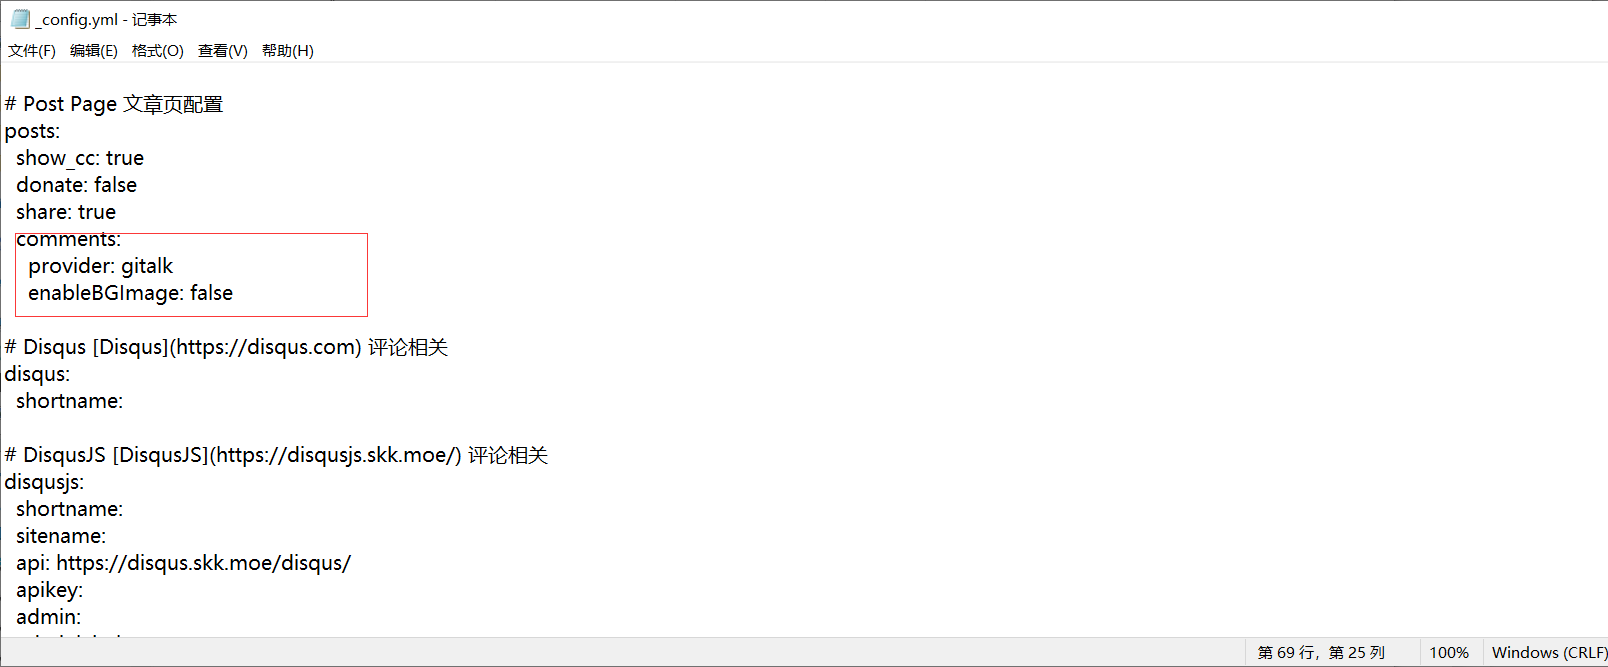 _config.yml - 记事本
文件(F) 编辑(E) 格式(O) 查看(V) 帮助(H)
# Post Page 文章页配置
posts:
  show_cc: true
  donate: false
  share: true
  comments:
    provider: gitalk
    enableBGImage: false
# Disqus [Disqus](https://disqus.com) 评论相关
disqus:
  shortname:
# DisqusJS [DisqusJS](https://disqusjs.skk.moe/) 评论相关
disqusjs:
  shortname:
  sitename:
  api: https://disqus.skk.moe/disqus/
  apikey:
  admin:
第 69 行，第 25 列 100% Windows (CRLF)